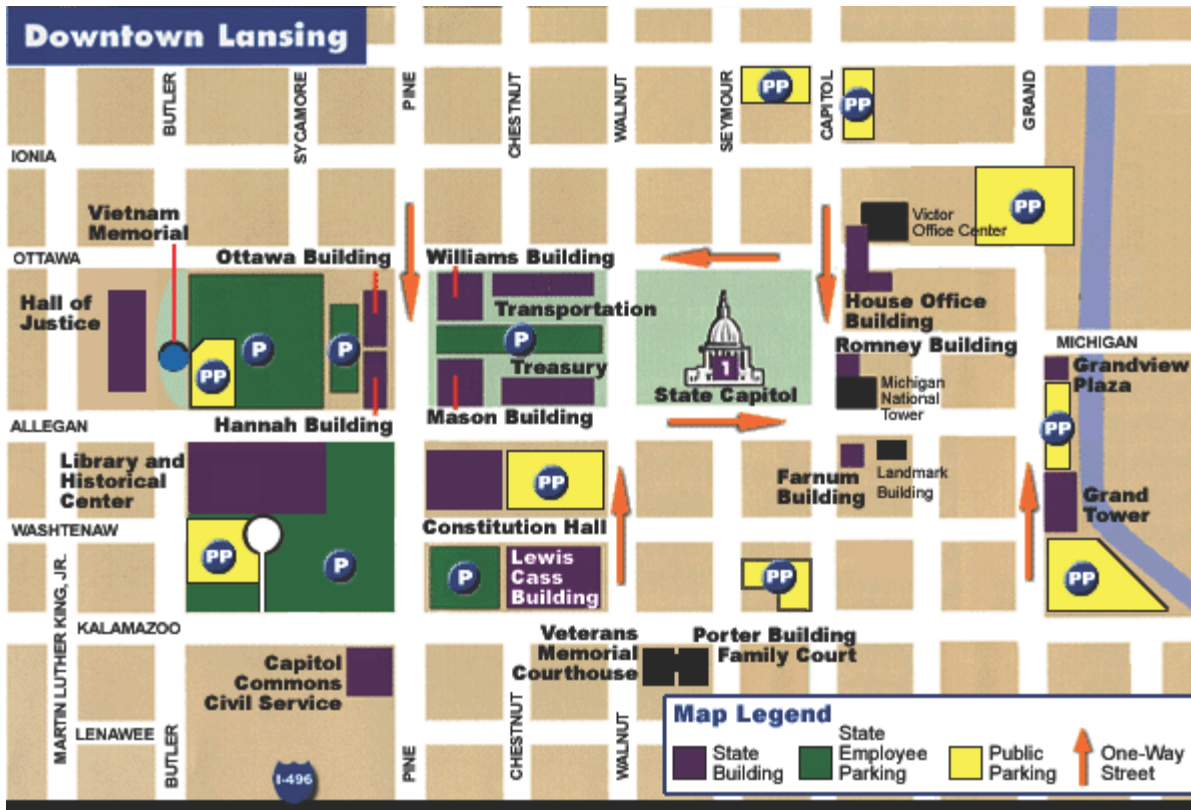 Downtown Lansing
BUTLER
SYCAMORE
PINE
CHESTNUT
WALNUT
SEYMOUR
PP
CAPITOL
PP
GRAND
IONIA
Vietnam
Memorial
PP
Victor
Office Center
OTTAWA
Ottawa Building
Williams Building
Hall of
Justice
Transportation
House Office
Building
P
P
P
PP
Treasury
1
State Capitol
Romney Building
MICHIGAN
Grandview
Plaza
Michigan
National
Tower
Hannah Building
Mason Building
ALLEGAN
PP
Library and
Historical
Center
PP
Farnum
Building
Landmark
Building
Grand
Tower
Constitution Hall
WASHTENAW
PP
P
P
Lewis
Cass
Building
PP
PP
MARTIN LUTHER KING, JR.
KALAMAZOO
Veterans
Memorial
Courthouse
Porter Building
Family Court
Capitol
Commons
Civil Service
LENAWEE
BUTLER
I-496
PINE
CHESTNUT
WALNUT
Map Legend
State
Building
State
Employee
Parking
Public
Parking
One-Way
Street